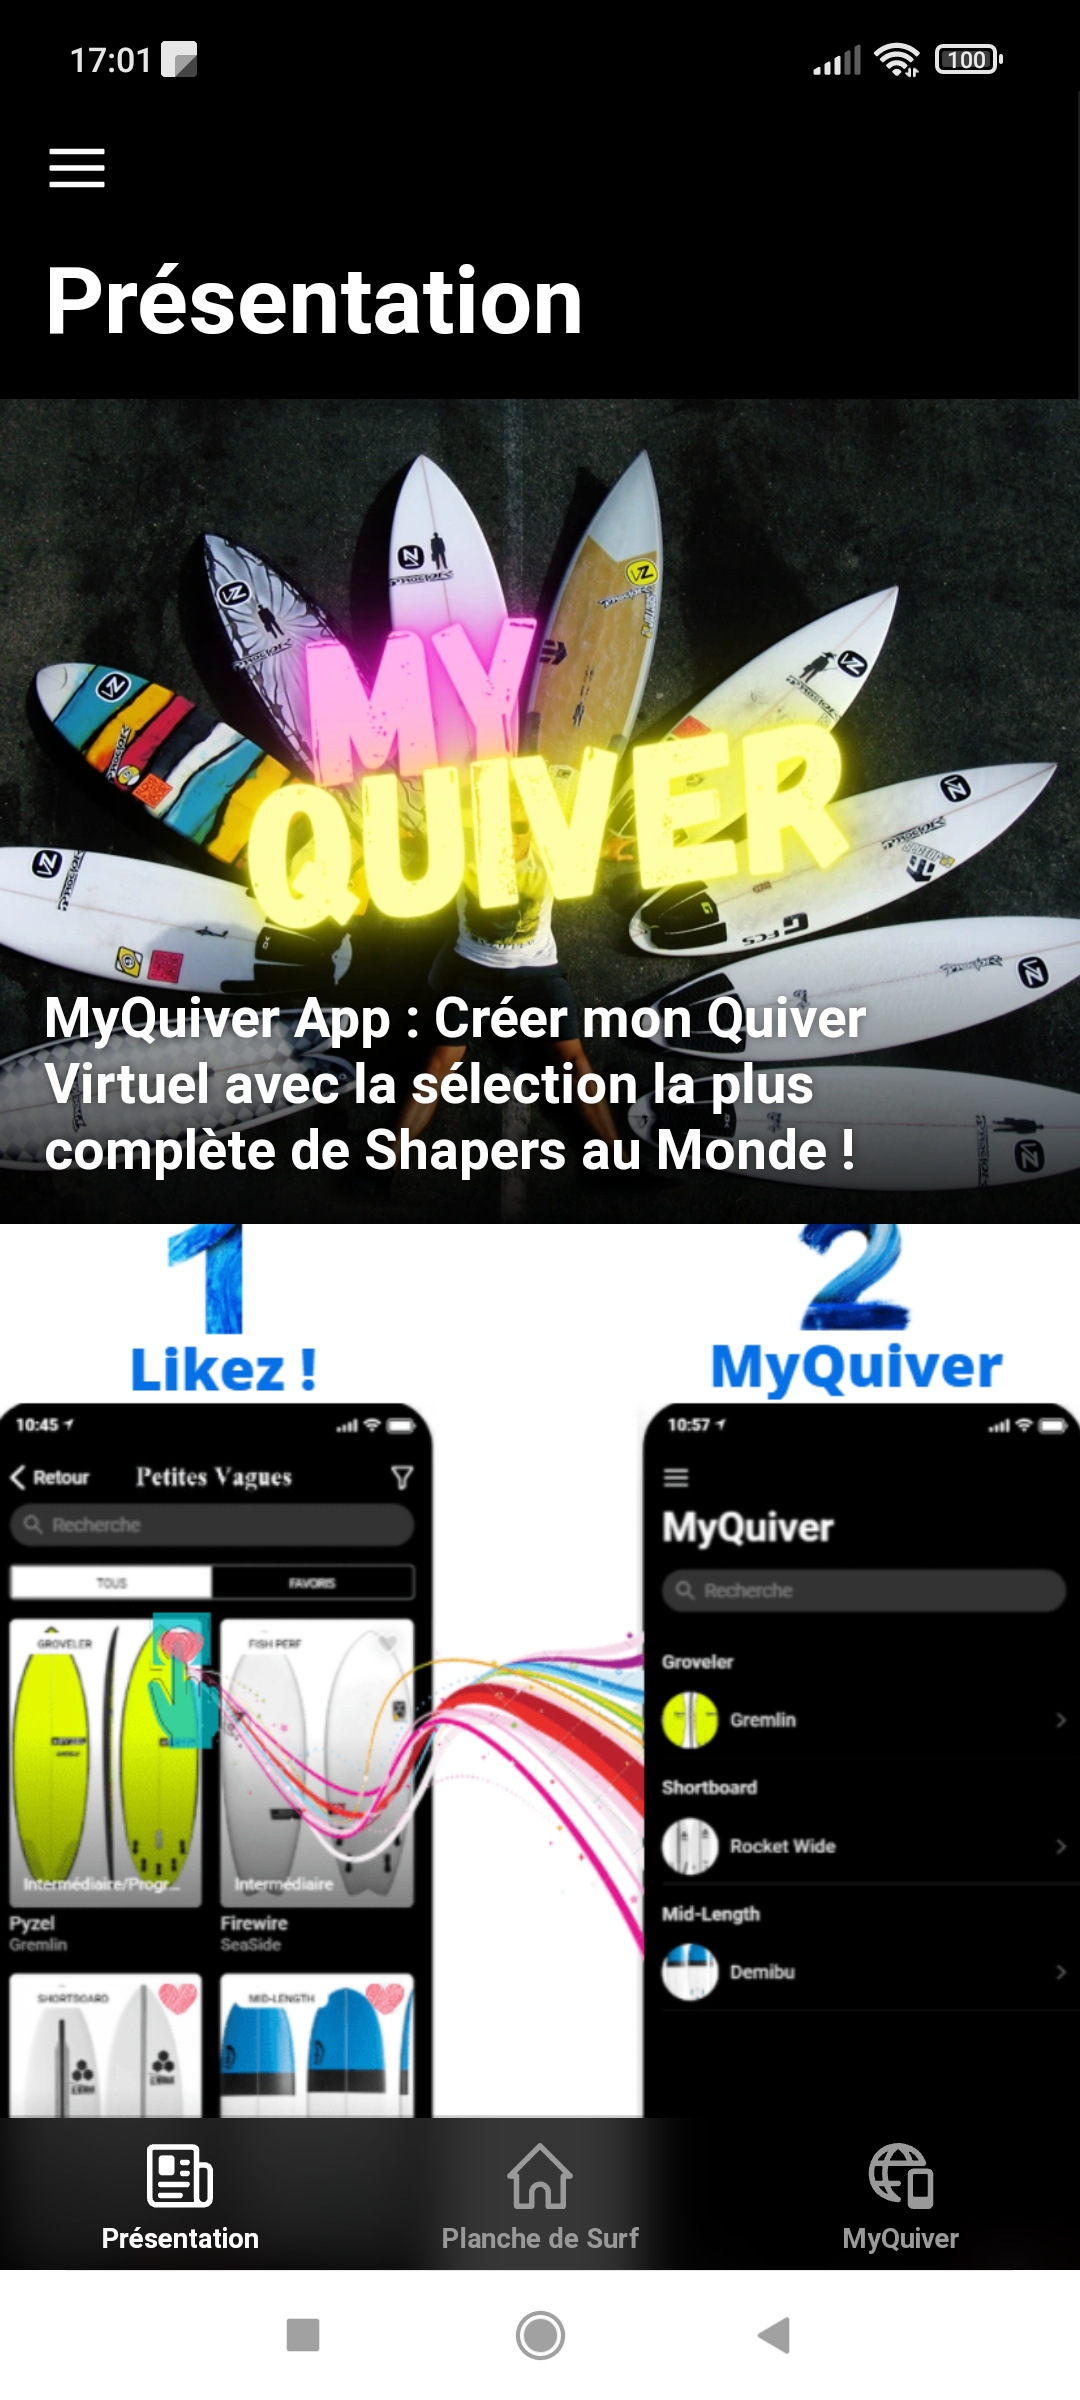 17:01
100
Présentation
MY
QUIVER
MyQuiver App : Créer mon Quiver
Virtuel avec la sélection la plus
complète de Shapers au Monde !
1
2
Likez !
MyQuiver
10:45
Retour
Petites Vagues
Recherche
TOUS
FAVORIS
GROVELER
FISH PERF
Intermédiaire/Progr...
Intermédiaire
Pyzel
Gremlin
Firewire
SeaSide
SHORTBOARD
MID-LENGTH
10:57
MyQuiver
Recherche
Groveler
Gremlin
Shortboard
Rocket Wide
Mid-Length
Demibu
Présentation
Planche de Surf
MyQuiver